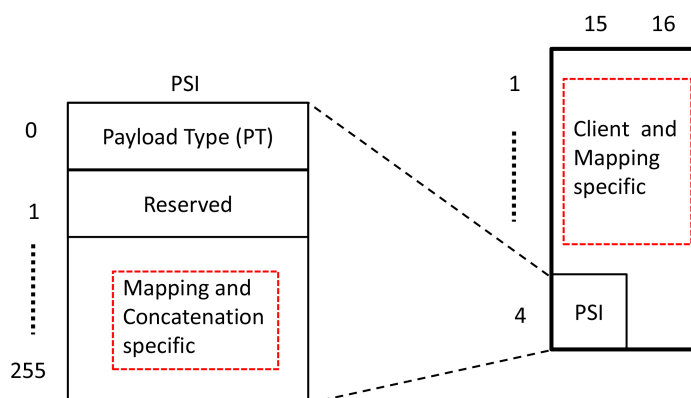 15 16
PSI
1
0
Payload Type (PT)
Client and
Mapping
specific
1
Reserved
Mapping and
Concatenation
specific
4
PSI
255